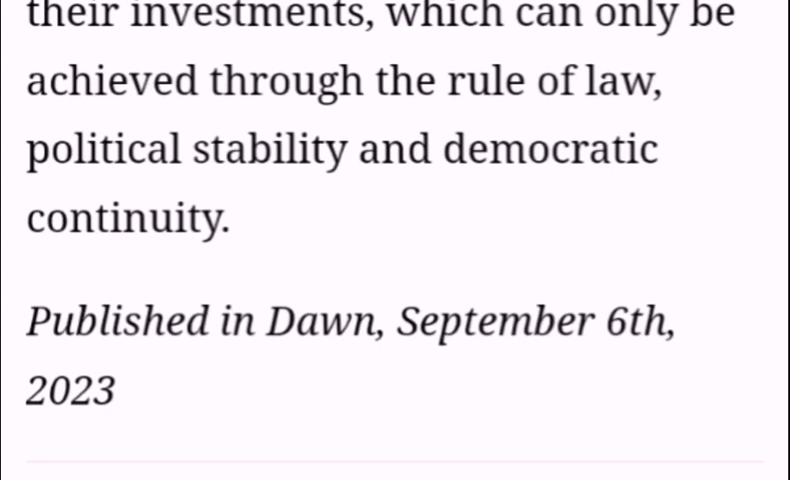 their investments, which can only be
achieved through the rule of law,
political stability and democratic
continuity.
Published in Dawn, September 6th,
2023